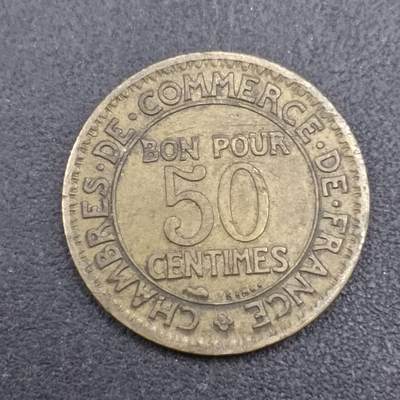 CHAMBRES·DE·COMMERCE·DE·FRANCE
BON POUR
50
CENTIMES